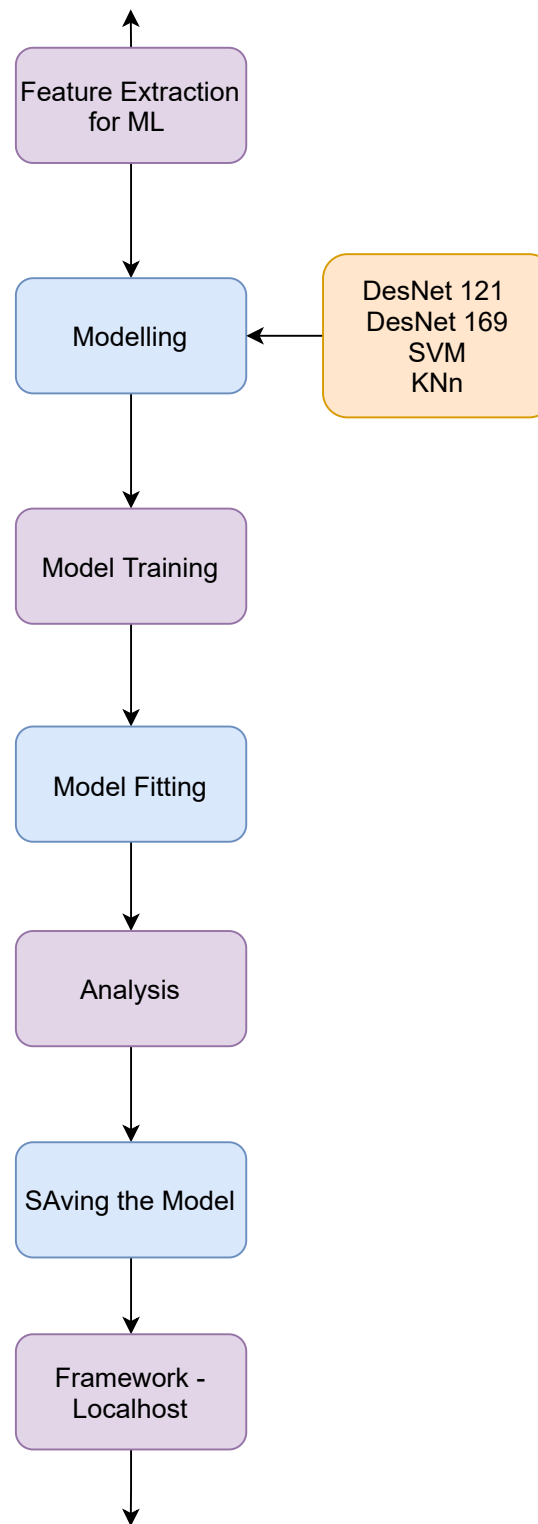 Feature Extraction
for ML
Modelling
DesNet 121
DesNet 169
SVM
KNn
Model Training
Model Fitting
Analysis
SAving the Model
Framework -
Localhost